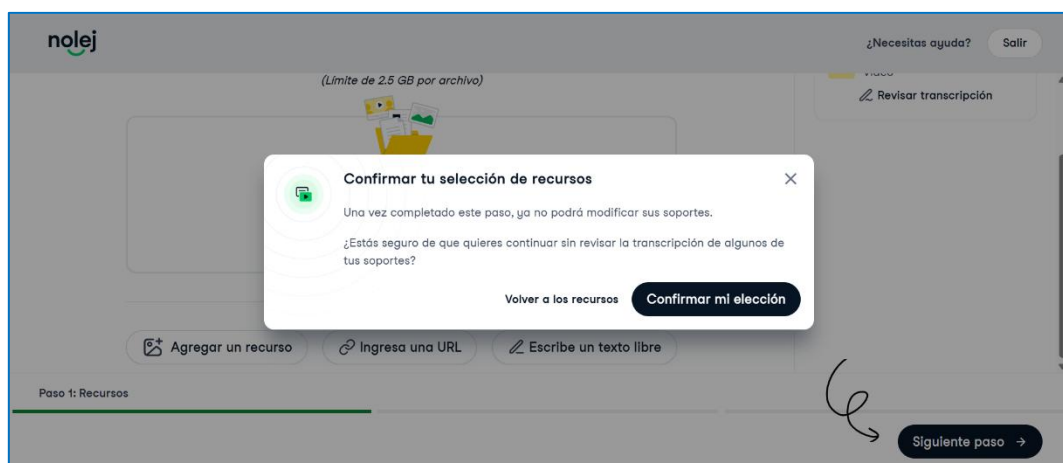 nolej
¿Necesitas ayuda?
Salir
(Límite de 2.5 GB por archivo)
Revisar transcripción
Confirmar tu selección de recursos
Una vez completado este paso, ya no podrá modificar sus soportes.
¿Estás seguro de que quieres continuar sin revisar la transcripción de algunos de
tus soportes?
Volver a los recursos
Confirmar mi elección
Agregar un recurso
Ingresa una URL
Escribe un texto libre
Paso 1: Recursos
Siguiente paso →